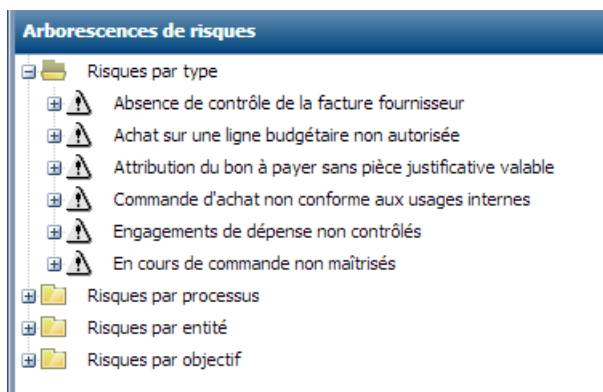 Arborescences de risques
Risques par type
Absence de contrôle de la facture fournisseur
Achat sur une ligne budgétaire non autorisée
Attribution du bon à payer sans pièce justificative valable
Commande d'achat non conforme aux usages internes
Engagements de dépense non contrôlés
En cours de commande non maîtrisés
Risques par processus
Risques par entité
Risques par objectif